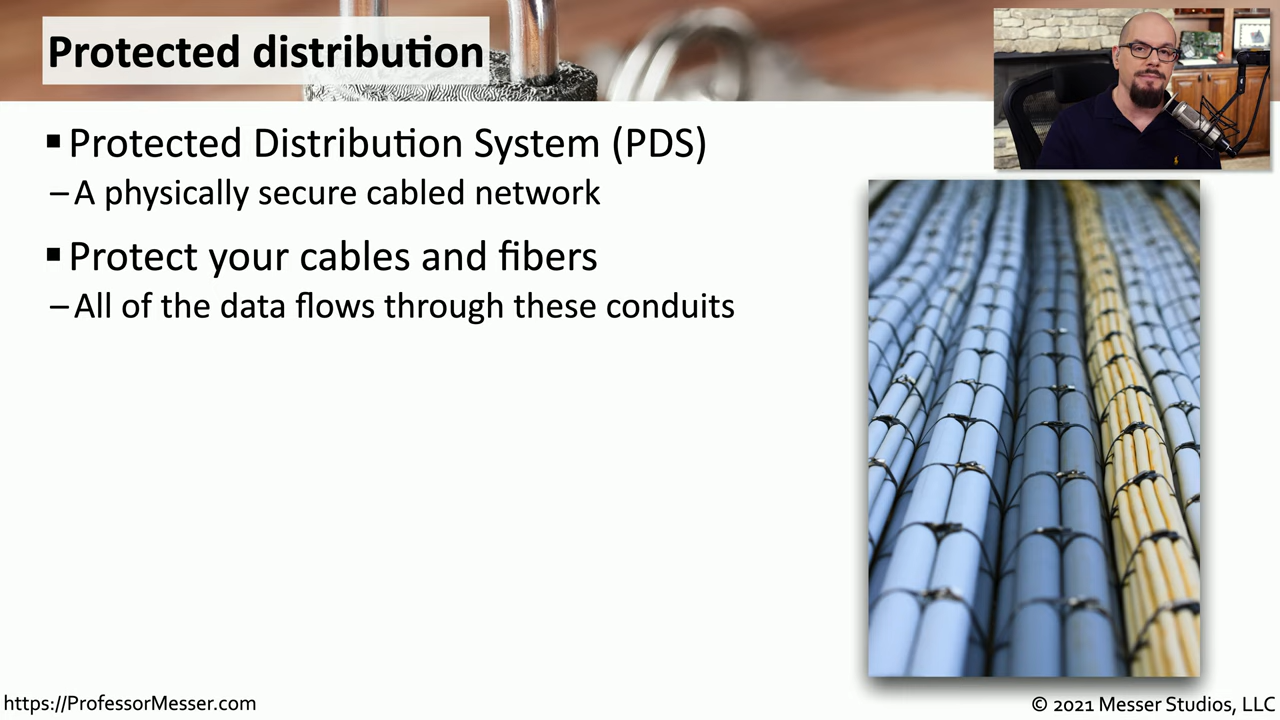 Protected distribution
▪ Protected Distribution System (PDS)
– A physically secure cabled network
▪ Protect your cables and fibers
– All of the data flows through these conduits
https://ProfessorMesser.com
© 2021 Messer Studios, LLC